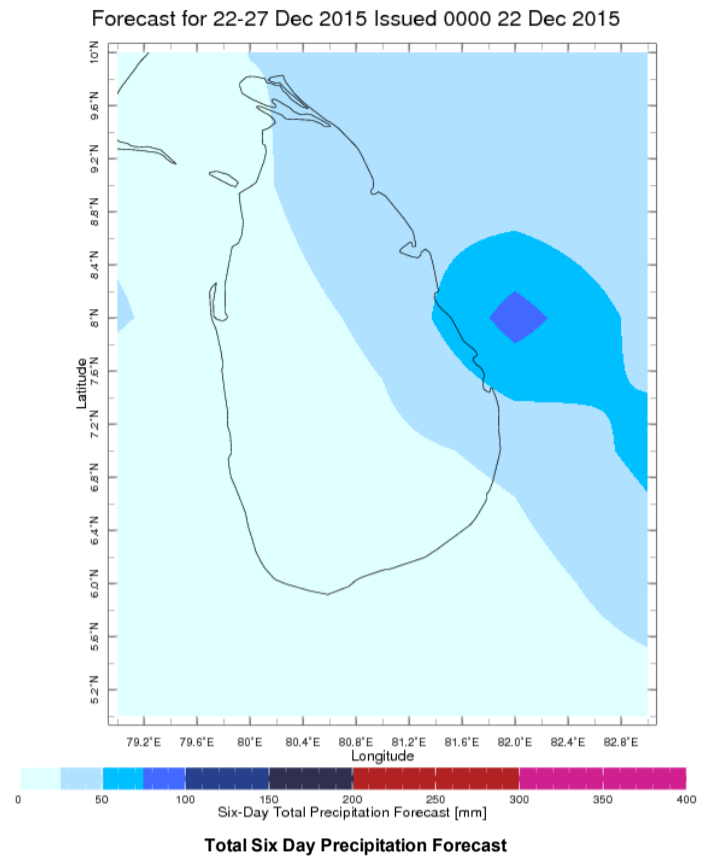 Forecast for 22-27 Dec 2015 Issued 0000 22 Dec 2015
10°N
9.6°N
9.2°N
8.8°N
8.4°N
8°N
7.6°N
7.2°N
6.8°N
6.4°N
6.0°N
5.6°N
5.2°N
Latitude
79.2°E 79.6°E 80°E 80.4°E 80.8°E 81.2°E 81.6°E 82.0°E 82.4°E 82.8°E
Longitude
0 50 100 150 200 250 300 350 400
Six-Day Total Precipitation Forecast [mm]
Total Six Day Precipitation Forecast